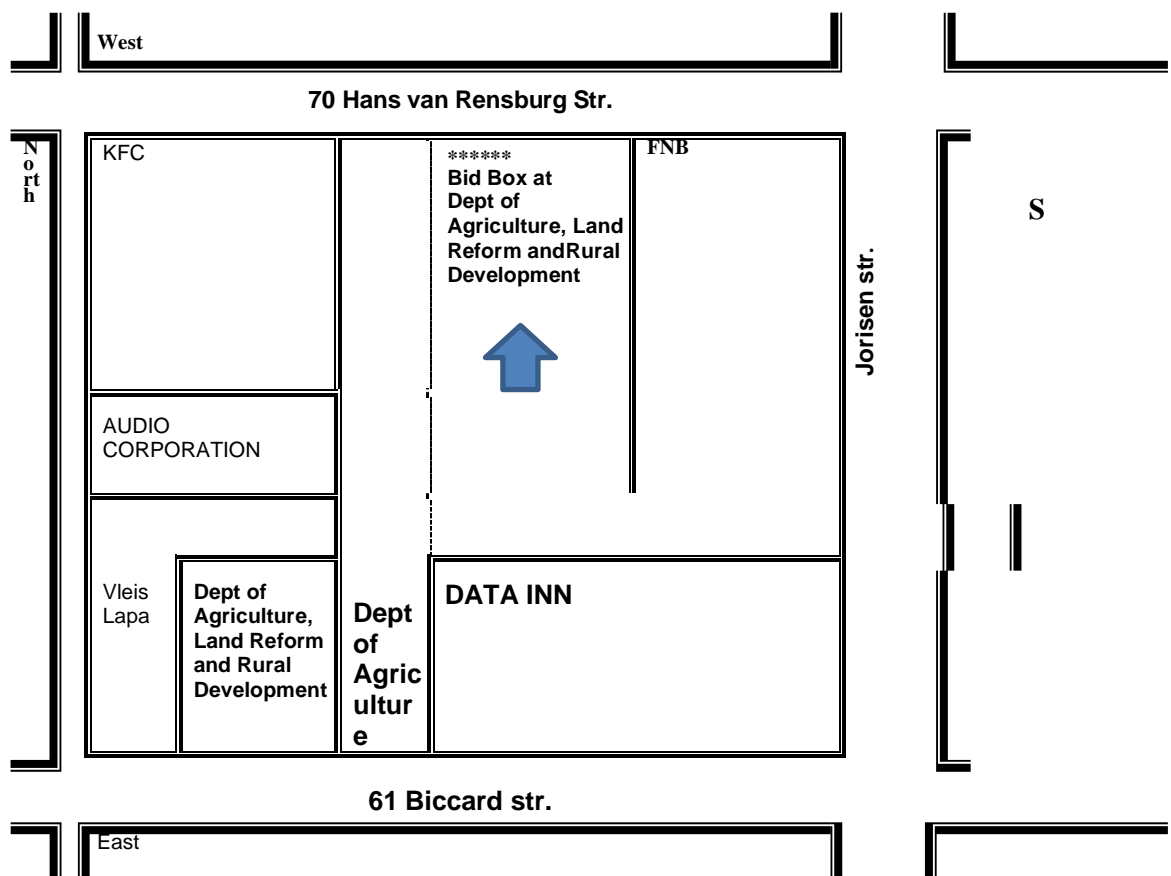 West
70 Hans van Rensburg Str.
N
o
rt
h
KFC
******
Bid Box at
Dept of
Agriculture, Land
Reform andRural
Development
FNB
S
Jorisen str.
AUDIO
CORPORATION
Vleis
Lapa
Dept of
Agriculture,
Land Reform
and Rural
Development
Dept
of
Agric
ultur
e
DATA INN
61 Biccard str.
East